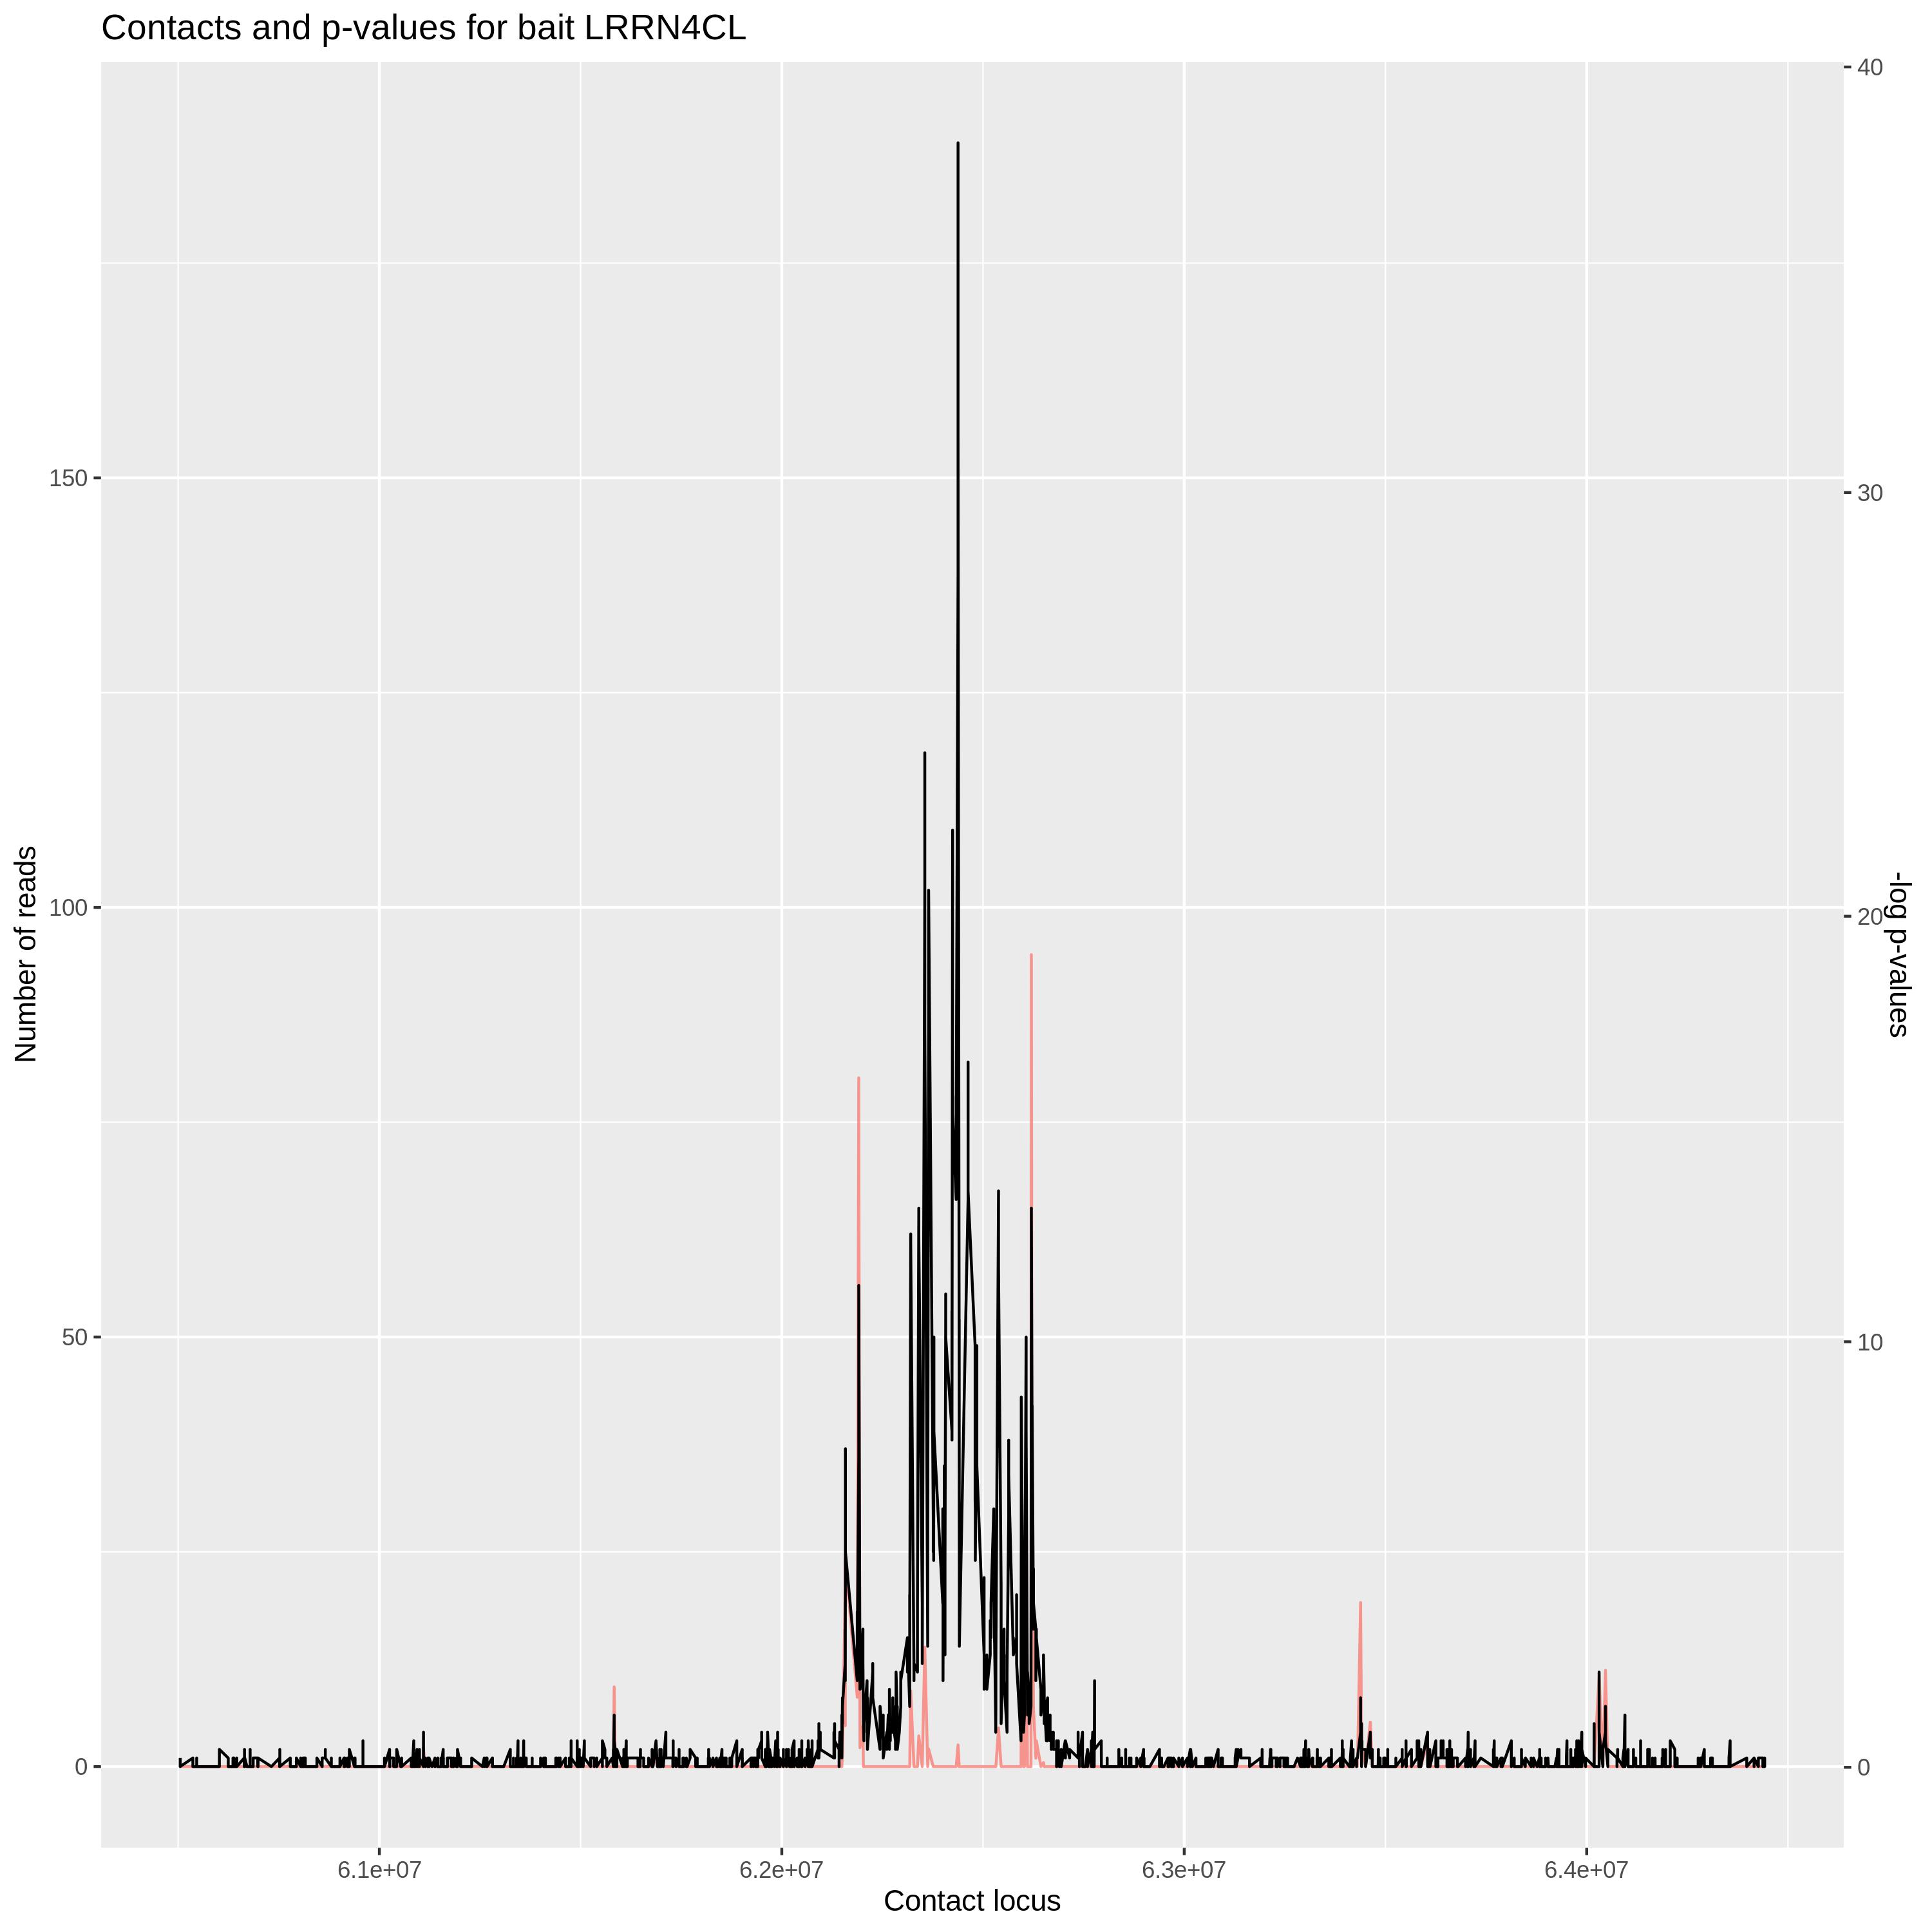 Contacts and p-values for bait LRRN4CL
40
150
30
Number of reads
100
20
-log p-values
50
10
0
0
6.1e+07
6.2e+07
6.3e+07
6.4e+07
Contact locus